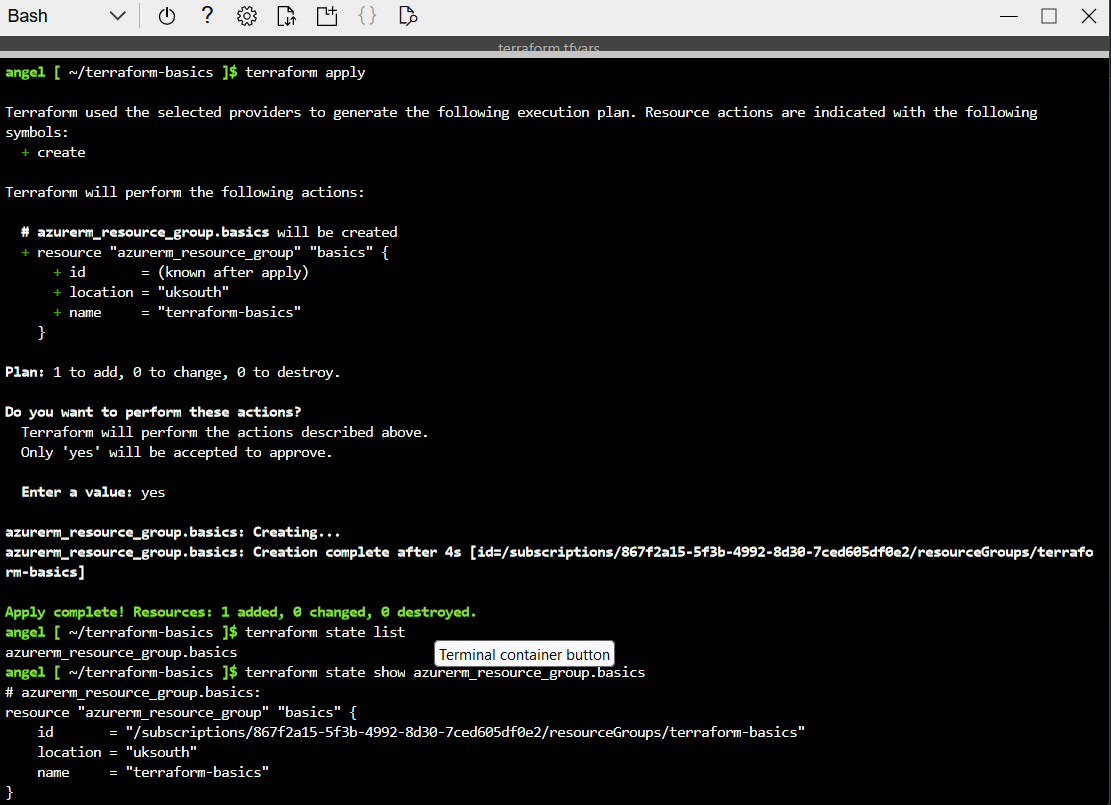 Bash
terraform.tfvars
angel [ ~/terraform-basics ]$ terraform apply
Terraform used the selected providers to generate the following execution plan. Resource actions are indicated with the following
symbols:
  + create
Terraform will perform the following actions:
  # azurerm_resource_group.basics will be created
  + resource "azurerm_resource_group" "basics" {
      + id       = (known after apply)
      + location = "uksouth"
      + name     = "terraform-basics"
    }
Plan: 1 to add, 0 to change, 0 to destroy.
Do you want to perform these actions?
  Terraform will perform the actions described above.
  Only 'yes' will be accepted to approve.
  Enter a value: yes
azurerm_resource_group.basics: Creating...
azurerm_resource_group.basics: Creation complete after 4s [id=/subscriptions/867f2a15-5f3b-4992-8d30-7ced605df0e2/resourceGroups/terrafo
rm-basics]
Apply complete! Resources: 1 added, 0 changed, 0 destroyed.
angel [ ~/terraform-basics ]$ terraform state list
azurerm_resource_group.basics
Terminal container button
angel [ ~/terraform-basics ]$ terraform state show azurerm_resource_group.basics
# azurerm_resource_group.basics:
resource "azurerm_resource_group" "basics" {
    id       = "/subscriptions/867f2a15-5f3b-4992-8d30-7ced605df0e2/resourceGroups/terraform-basics"
    location = "uksouth"
    name     = "terraform-basics"
}